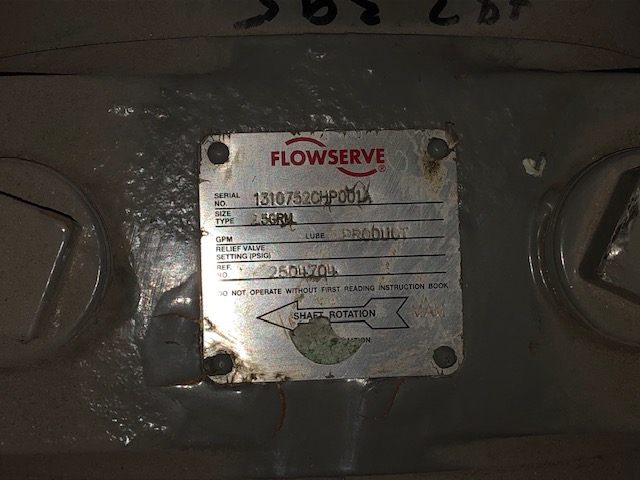 FLOWSERVE ®
SERIAL NO. 1310752CHP001A
SIZE TYPE 2.5GRM
GPM LUBE PRODUCT
RELIEF VALVE SETTING (PSIG)
REF. NO. 2504704
DO NOT OPERATE WITHOUT FIRST READING INSTRUCTION BOOK
SHAFT ROTATION